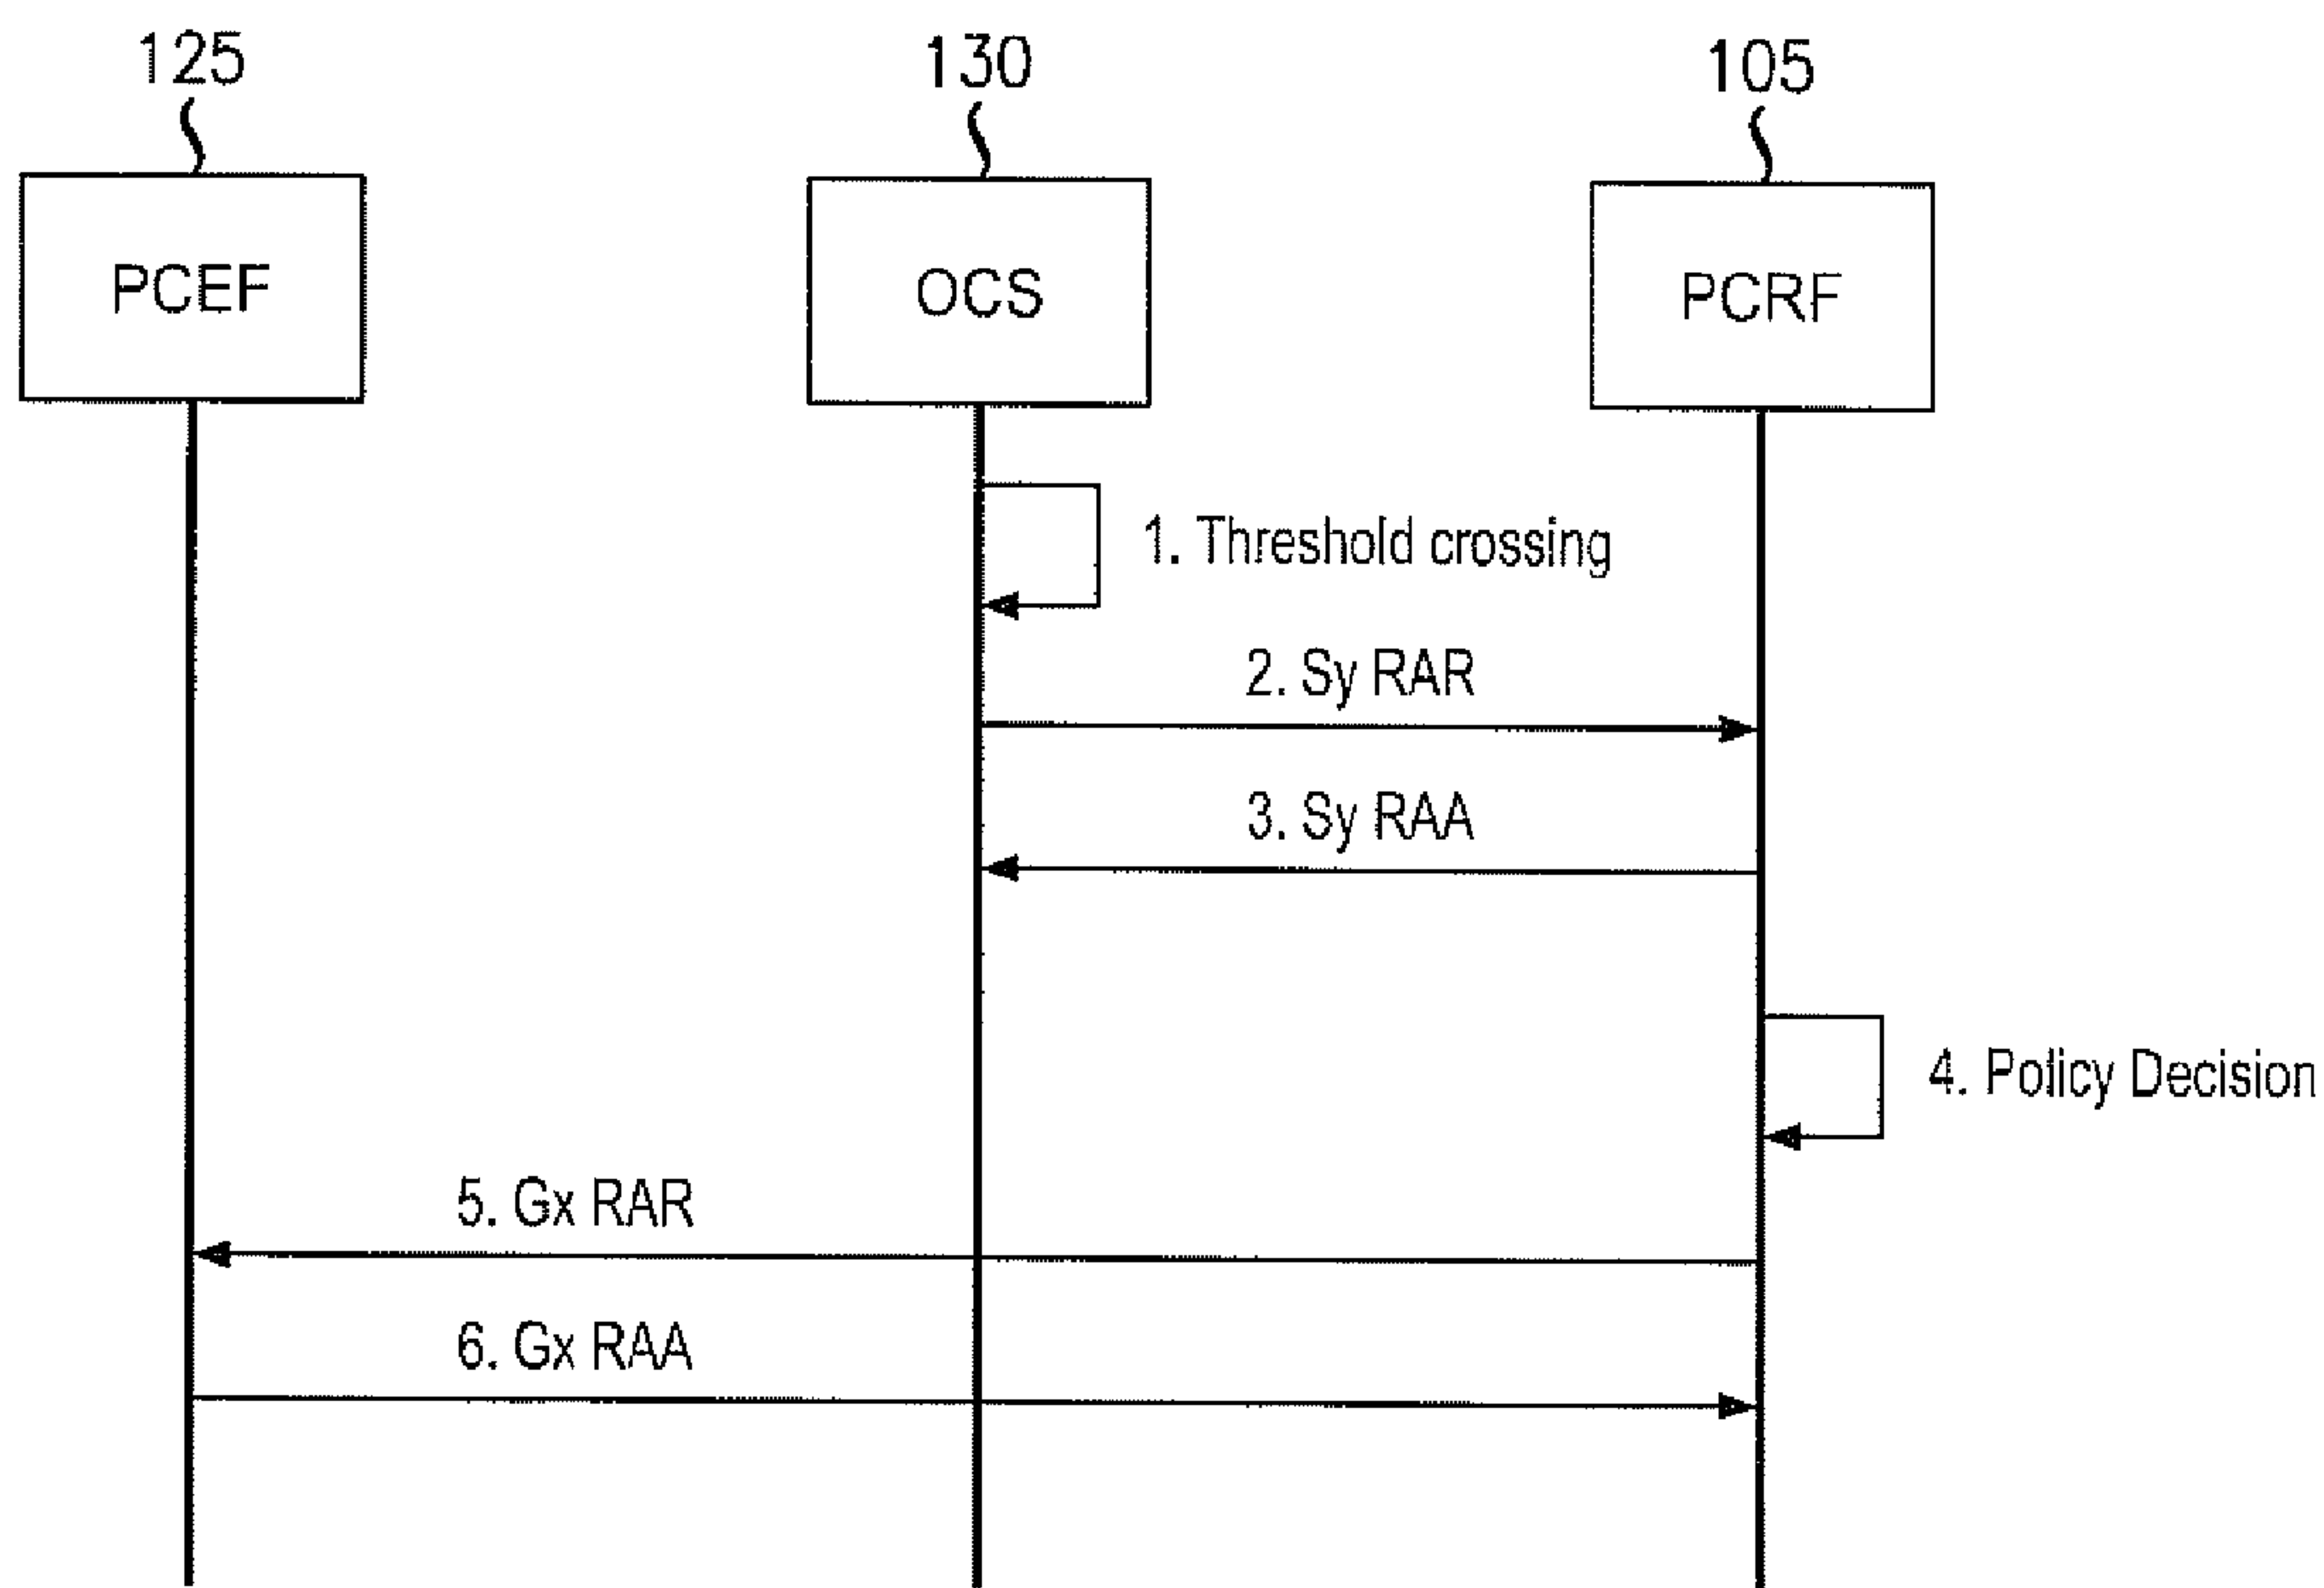 125
130
105
PCEF
OCS
PCRF
1. Threshold crossing
2. Sy RAR
3. Sy RAA
4. Policy Decision
5. Gx RAR
6. Gx RAA